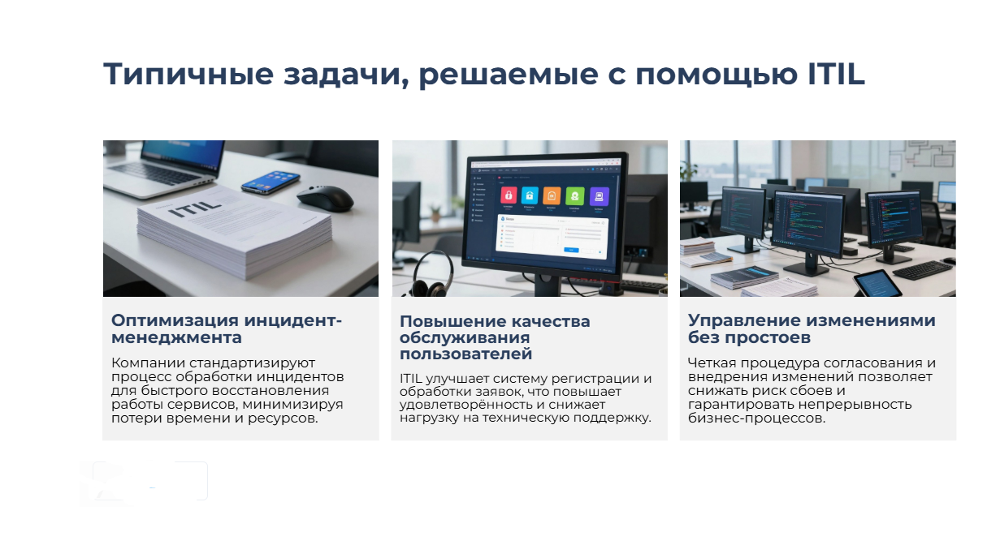 Типичные задачи, решаемые с помощью ITIL
ITIL
Оптимизация инцидент-
менеджмента
Компании стандартизируют
процесс обработки инцидентов
для быстрого восстановления
работы сервисов, минимизируя
потери времени и ресурсов.
Повышение качества
обслуживания
пользователей
ITIL улучшает систему регистрации и
обработки заявок, что повышает
удовлетворённость и снижает
нагрузку на техническую поддержку.
Управление изменениями
без простоев
Четкая процедура согласования и
внедрения изменений позволяет
снижать риск сбоев и
гарантировать непрерывность
бизнес-процессов.